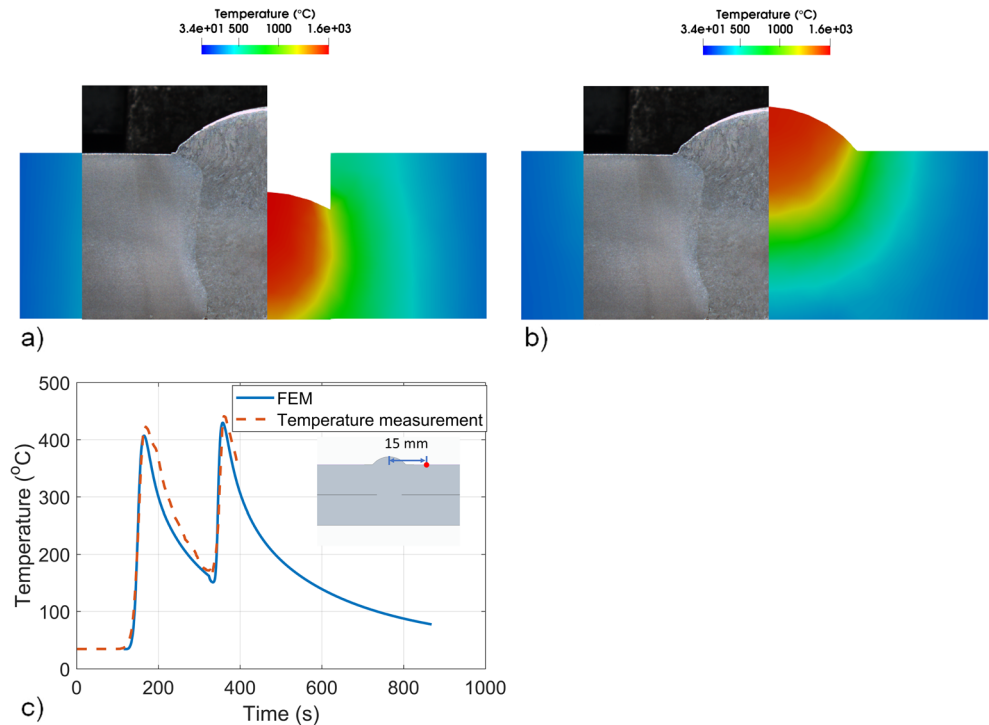 Temperature (°C)
3.4e+01 500 1000 1.6e+03
Temperature (°C)
3.4e+01 500 1000 1.6e+03
a)
b)
500
400
300
200
100
0
0 200 400 600 800 1000
Temperature (°C)
Time (s)
FEM
Temperature measurement
15 mm
c)